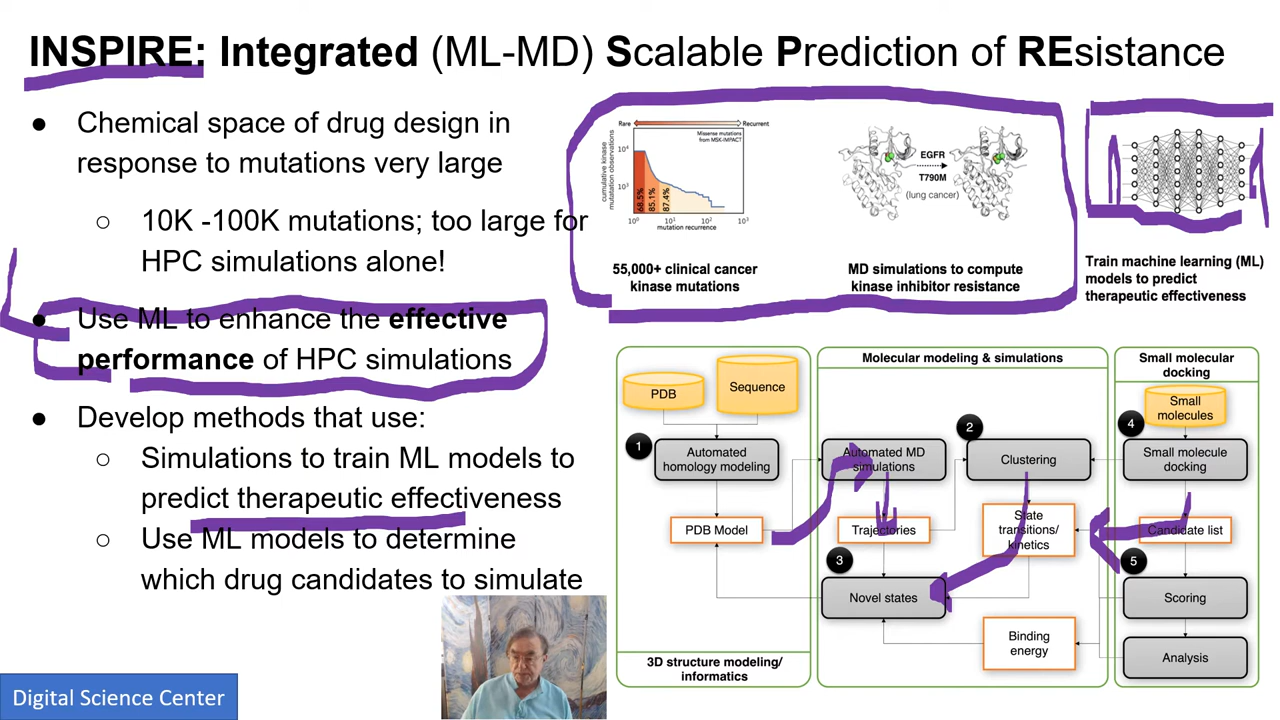 INSPIRE: Integrated (ML-MD) Scalable Prediction of REsistance
● Chemical space of drug design in
response to mutations very large
○ 10K -100K mutations; too large for
HPC simulations alone!
● Use ML to enhance the effective
performance of HPC simulations
● Develop methods that use:
○ Simulations to train ML models to
predict therapeutic effectiveness
○ Use ML models to determine
which drug candidates to simulate
Digital Science Center
Rare
Recurrent
Missense mutations
from MSK-IMPACT
cumulative kinase
mutation observations
10⁴
10³
68.5%
85.1%
87.4%
10⁰
10¹
10²
10³
mutation recurrence
55,000+ clinical cancer
kinase mutations
EGFR
T790M
(lung cancer)
MD simulations to compute
kinase inhibitor resistance
Train machine learning (ML)
models to predict
therapeutic effectiveness
PDB
Sequence
1
Automated
homology modeling
PDB Model
3D structure modeling/
informatics
Molecular modeling & simulations
Automated MD
simulations
2
Clustering
Trajectories
State
transitions/
kinetics
3
Novel states
Binding
energy
Small molecular
docking
Small
molecules
4
Small molecule
docking
Candidate list
5
Scoring
Analysis